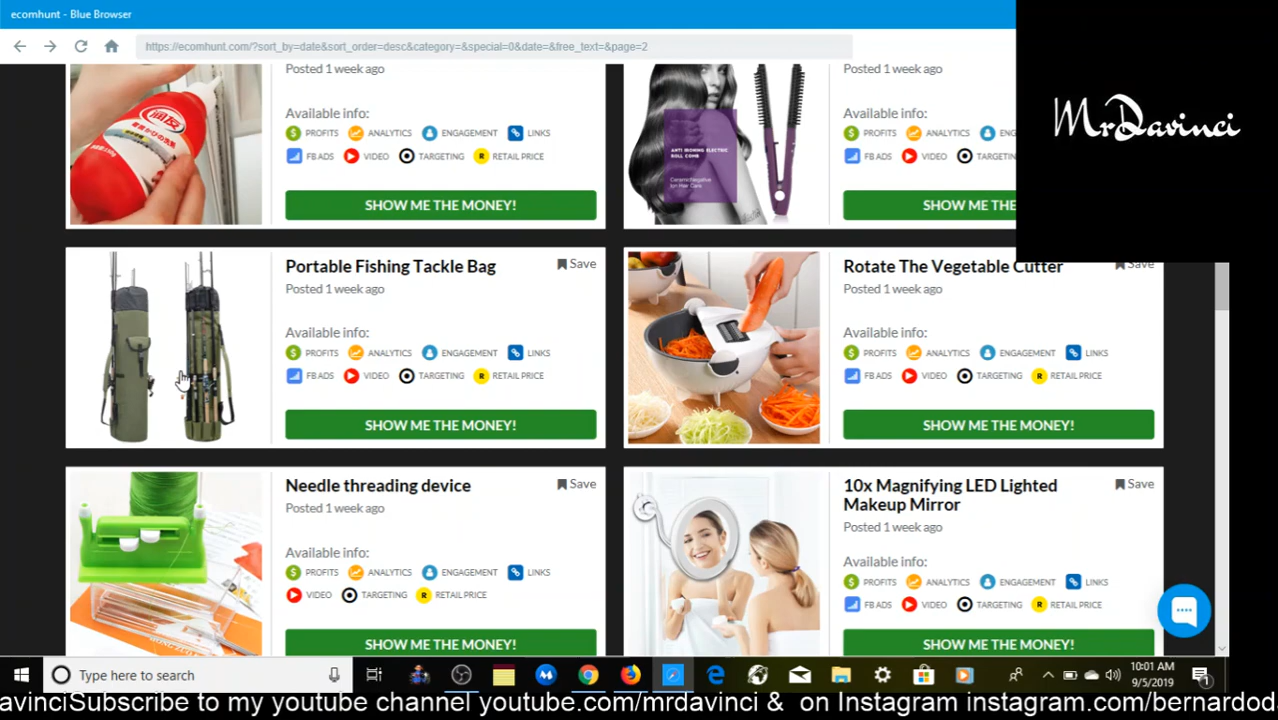 ecomhunt - Blue Browser
https://ecomhunt.com/?sort_by=date&sort_order=desc&category=&special=0&date=&free_text=&page=2
MrDavinci
Posted 1 week ago
Available info:
PROFITS ANALYTICS ENGAGEMENT LINKS
FB ADS VIDEO TARGETING R RETAIL PRICE
SHOW ME THE MONEY!
ANTI IRONING ELECTRIC
ROLL COMB
Posted 1 week ago
Available info:
PROFITS ANALYTICS ENG
FB ADS VIDEO TARGETIN
SHOW ME THE
Portable Fishing Tackle Bag
Save
Posted 1 week ago
Available info:
PROFITS ANALYTICS ENGAGEMENT LINKS
FB ADS VIDEO TARGETING R RETAIL PRICE
SHOW ME THE MONEY!
Rotate The Vegetable Cutter
Save
Posted 1 week ago
Available info:
PROFITS ANALYTICS ENGAGEMENT LINKS
FB ADS VIDEO TARGETING R RETAIL PRICE
SHOW ME THE MONEY!
Needle threading device
Save
Posted 1 week ago
Available info:
PROFITS ANALYTICS ENGAGEMENT LINKS
VIDEO TARGETING R RETAIL PRICE
SHOW ME THE MONEY!
10x Magnifying LED Lighted
Makeup Mirror
Save
Posted 1 week ago
Available info:
PROFITS ANALYTICS ENGAGEMENT LINKS
FB ADS VIDEO TARGETING R RETAIL PRICE
SHOW ME THE MONEY!
Type here to search
10:01 AM
9/5/2019
avinciSubscribe to my youtube channel youtube.com/mrdavinci & on Instagram instagram.com/bernardod